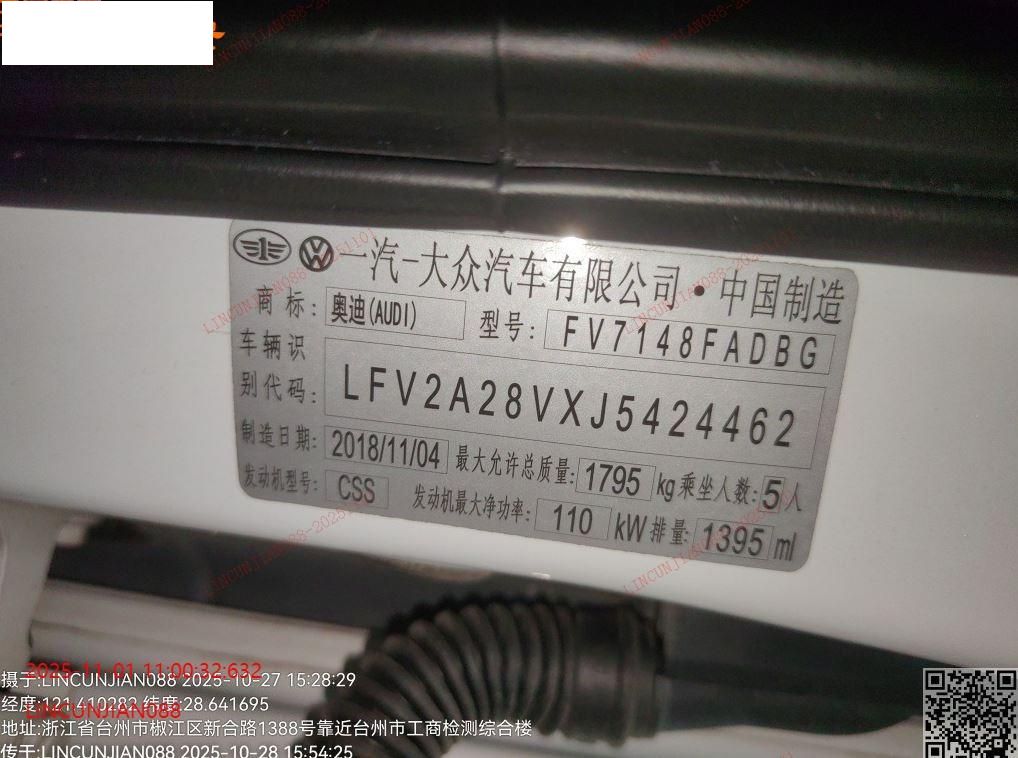 一汽-大众汽车有限公司·中国制造
商标: 奥迪(AUDI) 型号: FV7148FADBG
车辆识
别代码: LFV2A28VXJ5424462
制造日期: 2018/11/04 最大允许总质量: 1795 kg 乘坐人数: 5 人
发动机型号: CSS 发动机最大净功率: 110 kW 排量: 1395 ml
2025-11-01 11:00:32:632
摄于:LINCUNJIAN088 2025-10-27 15:28:29
经度:121.410282 纬度:28.641695
LINCUNJIAN088
地址:浙江省台州市椒江区新合路1388号靠近台州市工商检测综合楼
传于:LINCUNJIAN088 2025-10-28 15:54:25